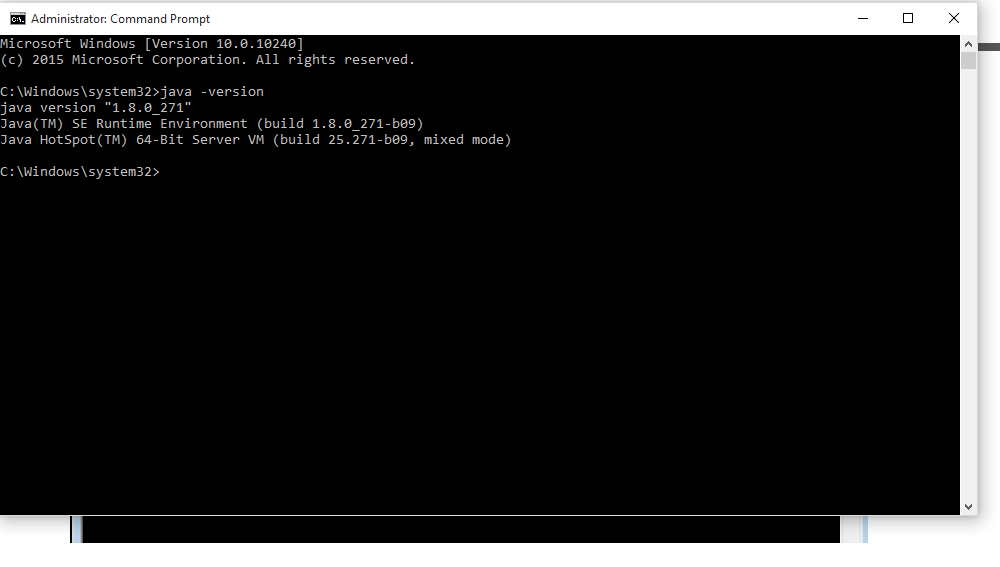 Administrator: Command Prompt
Microsoft Windows [Version 10.0.10240]
(c) 2015 Microsoft Corporation. All rights reserved.
C:\Windows\system32>java -version
java version "1.8.0_271"
Java(TM) SE Runtime Environment (build 1.8.0_271-b09)
Java HotSpot(TM) 64-Bit Server VM (build 25.271-b09, mixed mode)
C:\Windows\system32>